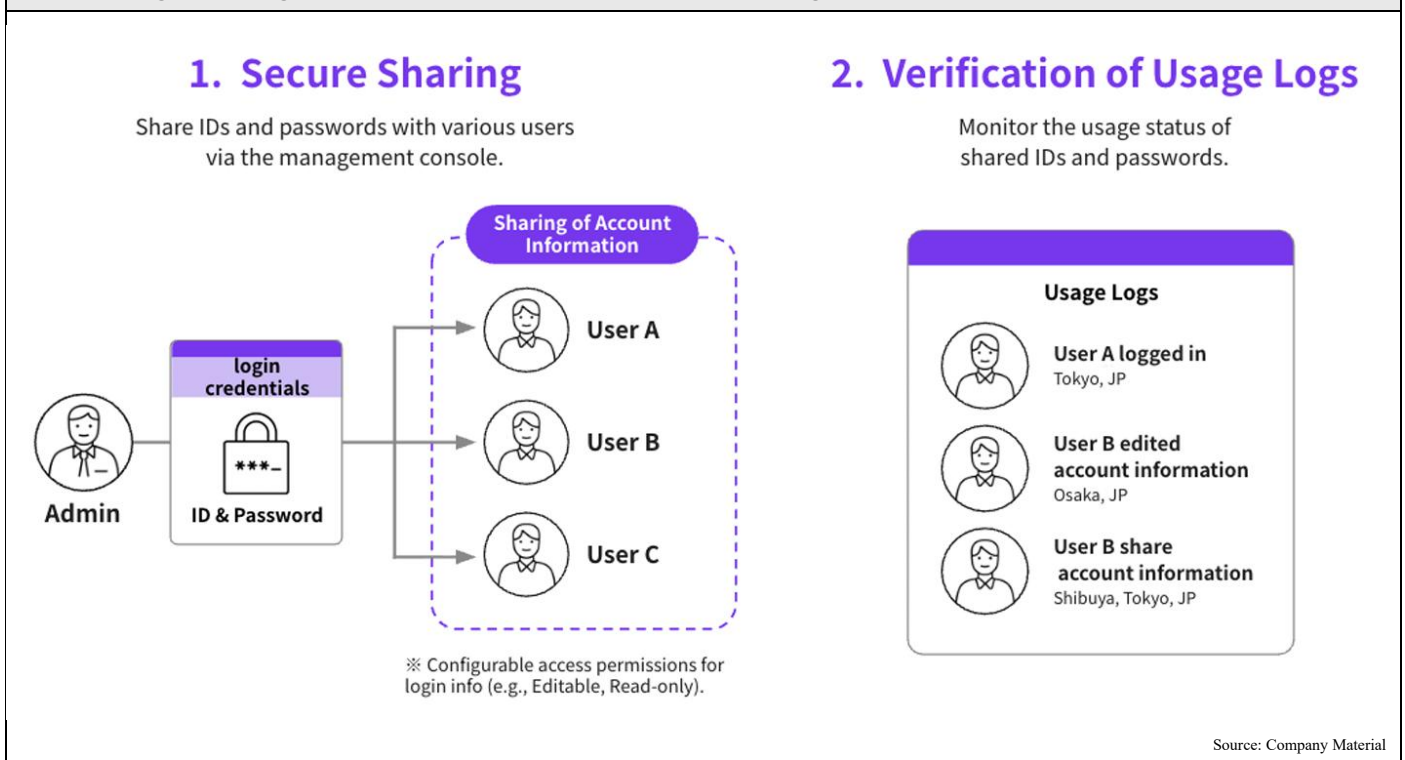 1. Secure Sharing
Share IDs and passwords with various users
via the management console.
Sharing of Account
Information
User A
login
credentials
***_
User B
Admin
ID & Password
User C
※ Configurable access permissions for
login info (e.g., Editable, Read-only).
2. Verification of Usage Logs
Monitor the usage status of
shared IDs and passwords.
Usage Logs
User A logged in
Tokyo, JP
User B edited
account information
Osaka, JP
User B share
account information
Shibuya, Tokyo, JP
Source: Company Material